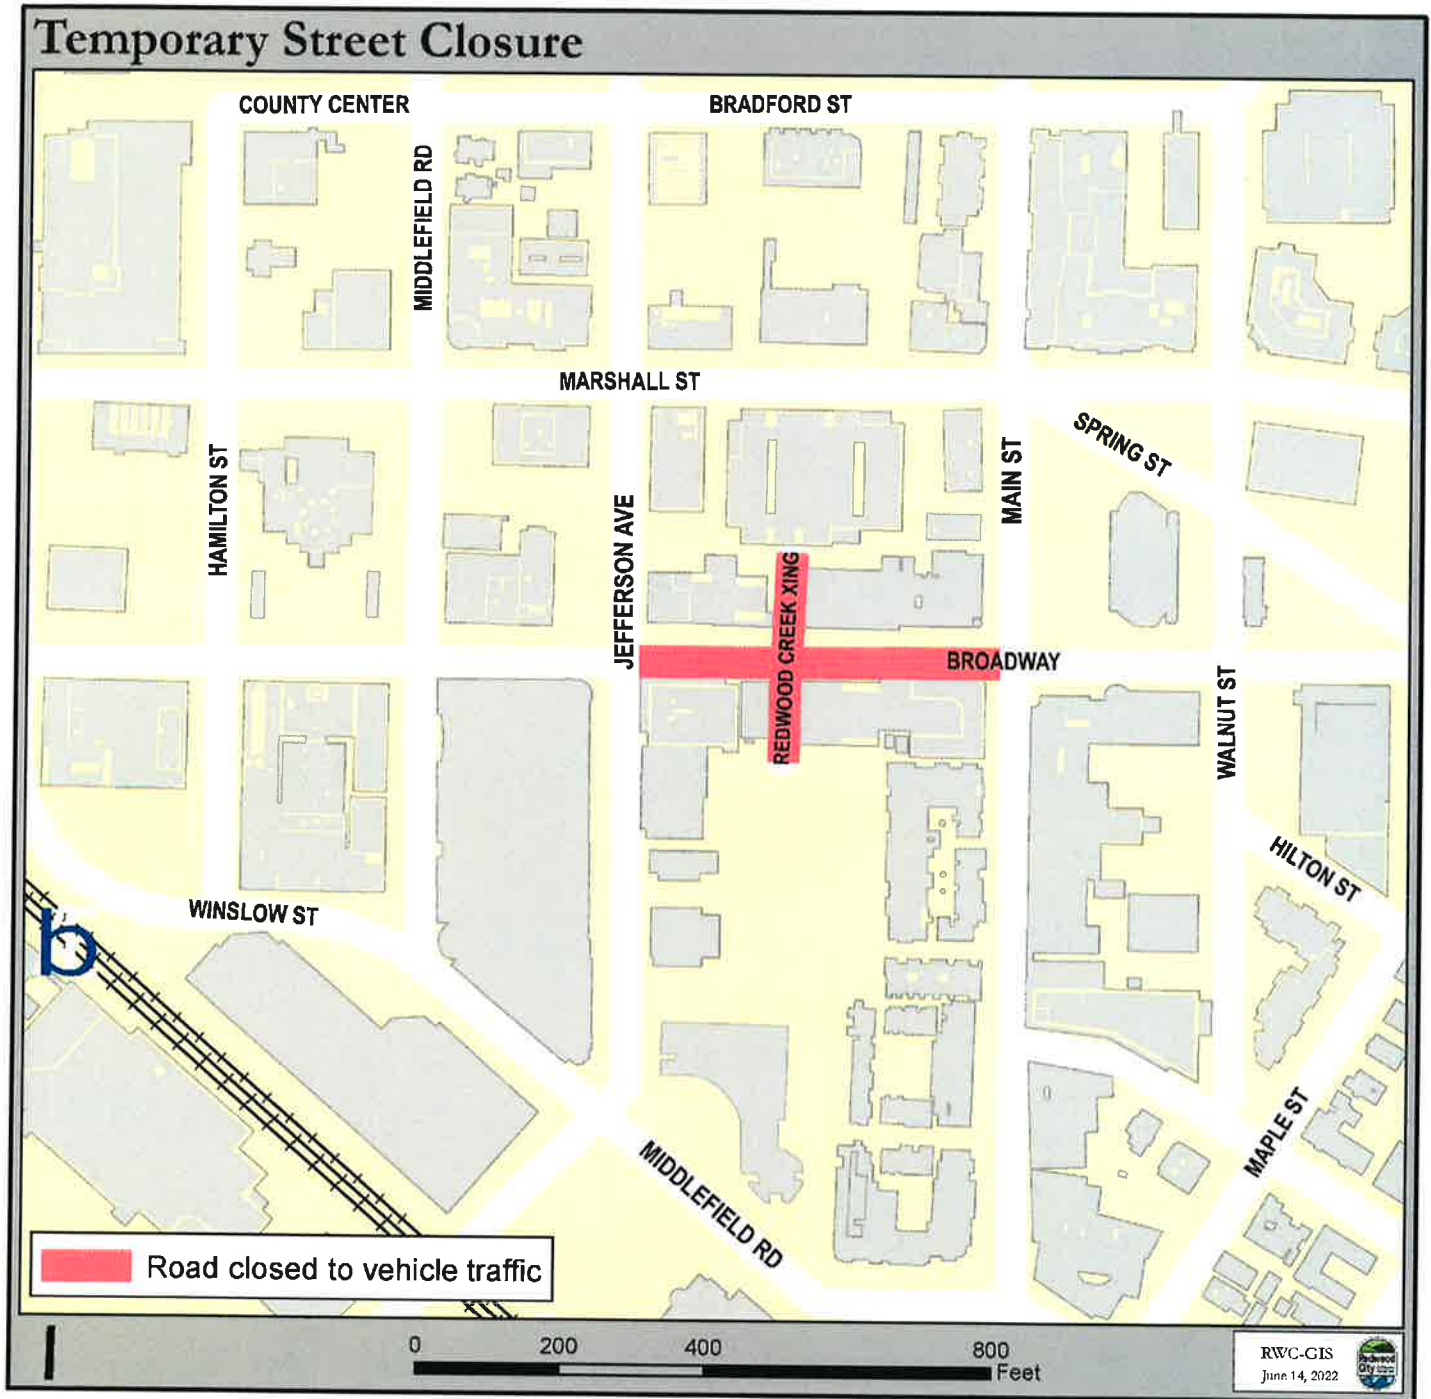 Temporary Street Closure
COUNTY CENTER
BRADFORD ST
MIDDLEFIELD RD
MARSHALL ST
HAMILTON ST
JEFFERSON AVE
MAIN ST
SPRING ST
REDWOOD CREEK XING
BROADWAY
WALNUT ST
HILTON ST
WINSLOW ST
b
MAPLE ST
MIDDLEFIELD RD
Road closed to vehicle traffic
0 200 400 800
Feet
RWC-GIS
June 14, 2022
Redwood
City